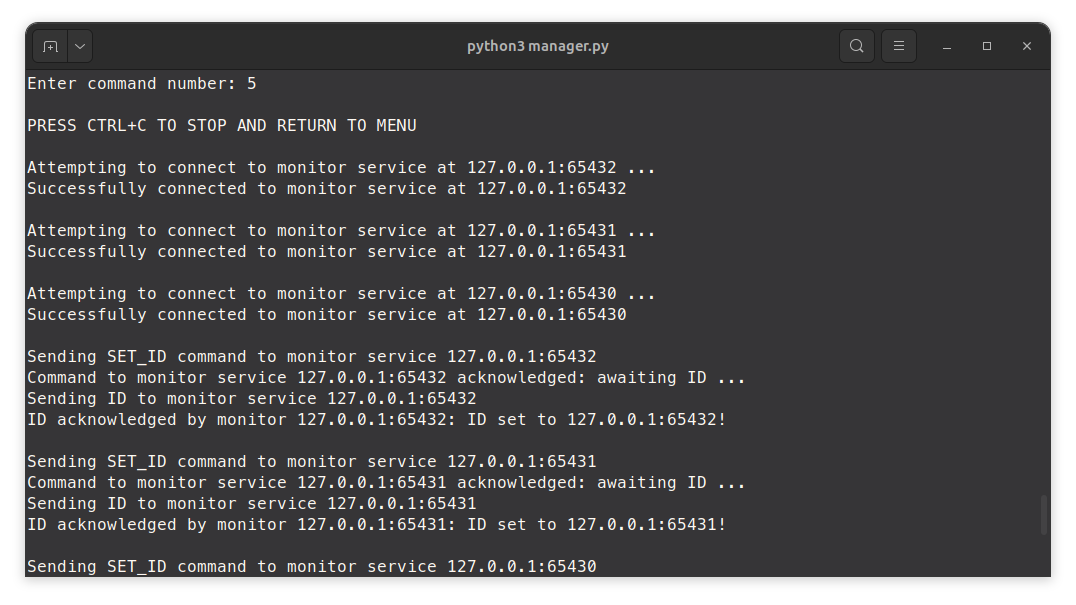 python3 manager.py
Enter command number: 5
PRESS CTRL+C TO STOP AND RETURN TO MENU
Attempting to connect to monitor service at 127.0.0.1:65432 ...
Successfully connected to monitor service at 127.0.0.1:65432
Attempting to connect to monitor service at 127.0.0.1:65431 ...
Successfully connected to monitor service at 127.0.0.1:65431
Attempting to connect to monitor service at 127.0.0.1:65430 ...
Successfully connected to monitor service at 127.0.0.1:65430
Sending SET_ID command to monitor service 127.0.0.1:65432
Command to monitor service 127.0.0.1:65432 acknowledged: awaiting ID ...
Sending ID to monitor service 127.0.0.1:65432
ID acknowledged by monitor 127.0.0.1:65432: ID set to 127.0.0.1:65432!
Sending SET_ID command to monitor service 127.0.0.1:65431
Command to monitor service 127.0.0.1:65431 acknowledged: awaiting ID ...
Sending ID to monitor service 127.0.0.1:65431
ID acknowledged by monitor 127.0.0.1:65431: ID set to 127.0.0.1:65431!
Sending SET_ID command to monitor service 127.0.0.1:65430